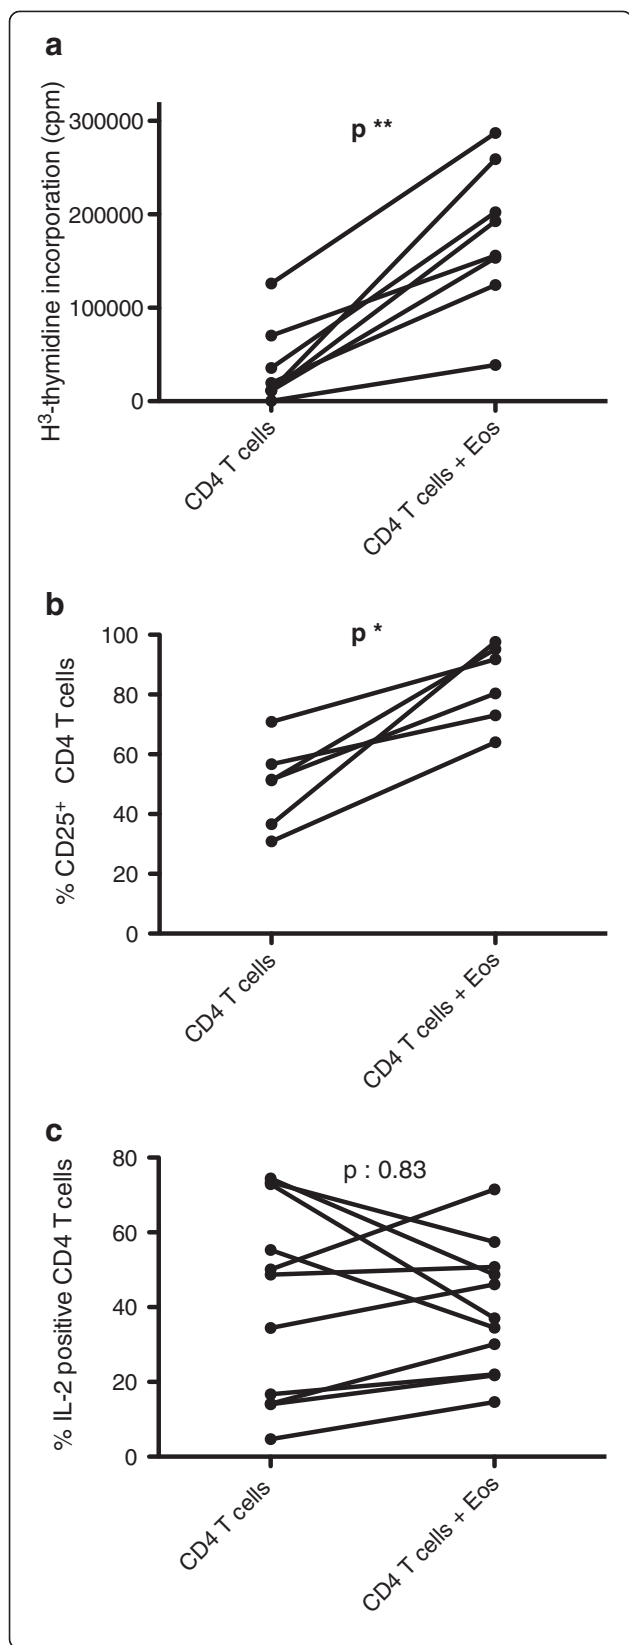 a
H³-thymidine incorporation (cpm)
300000
200000
100000
0
p **
CD4 T cells
CD4 T cells + Eos
b
% CD25⁺ CD4 T cells
100
80
60
40
20
0
p *
CD4 T cells
CD4 T cells + Eos
c
% IL-2 positive CD4 T cells
80
60
40
20
0
p : 0.83
CD4 T cells
CD4 T cells + Eos